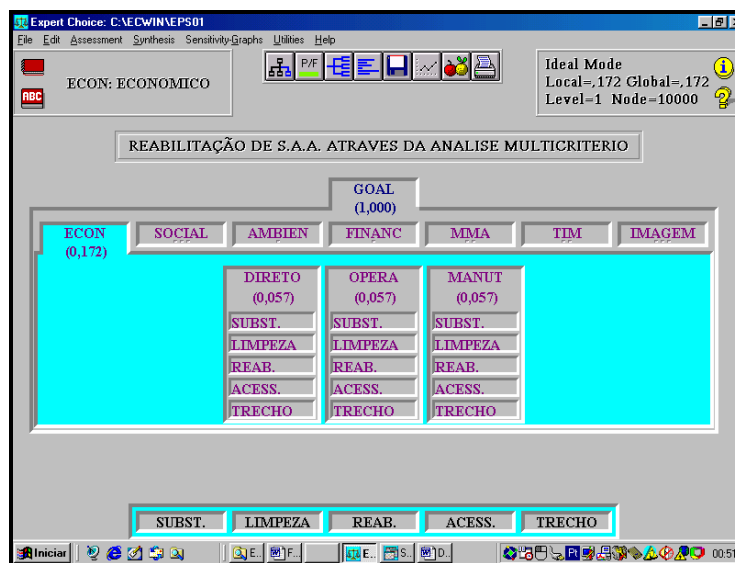 Expert Choice: C:\ECWIN\EPS01
File Edit Assessment Synthesis Sensitivity-Graphs Utilities Help
ABC
ECON: ECONOMICO
P/F
Ideal Mode
Local=,172 Global=,172
Level=1 Node=10000
REABILITAÇÃO DE S.A.A. ATRAVES DA ANALISE MULTICRITERIO
GOAL
(1,000)
ECON SOCIAL AMBIEN FINANC MMA TIM IMAGEM
(0,172)
DIRETO OPERA MANUT
(0,057) (0,057) (0,057)
SUBST. SUBST. SUBST.
LIMPEZA LIMPEZA LIMPEZA
REAB. REAB. REAB.
ACESS. ACESS. ACESS.
TRECHO TRECHO TRECHO
SUBST. LIMPEZA REAB. ACESS. TRECHO
Iniciar E.. F... E.. S.. D.. Pt 00:51